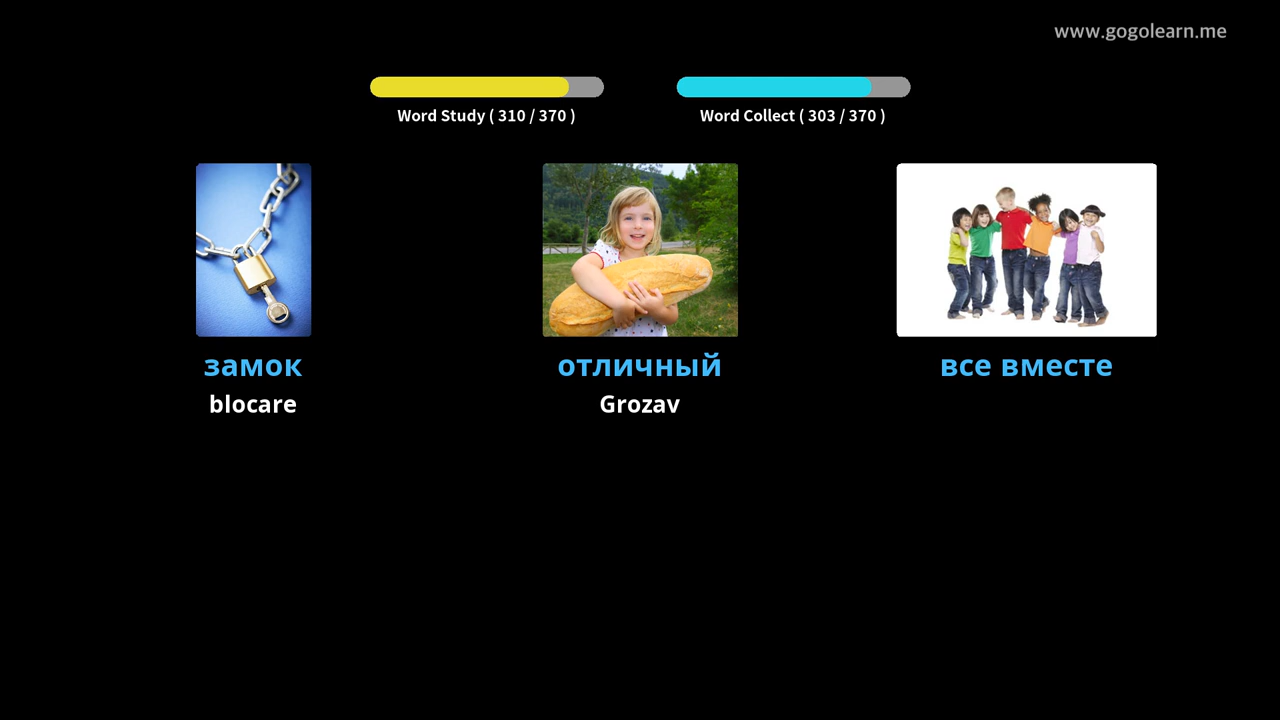 www.gogolearn.me
Word Study ( 310 / 370 )
Word Collect ( 303 / 370 )
замок
отличный
все вместе
blocare
Grozav